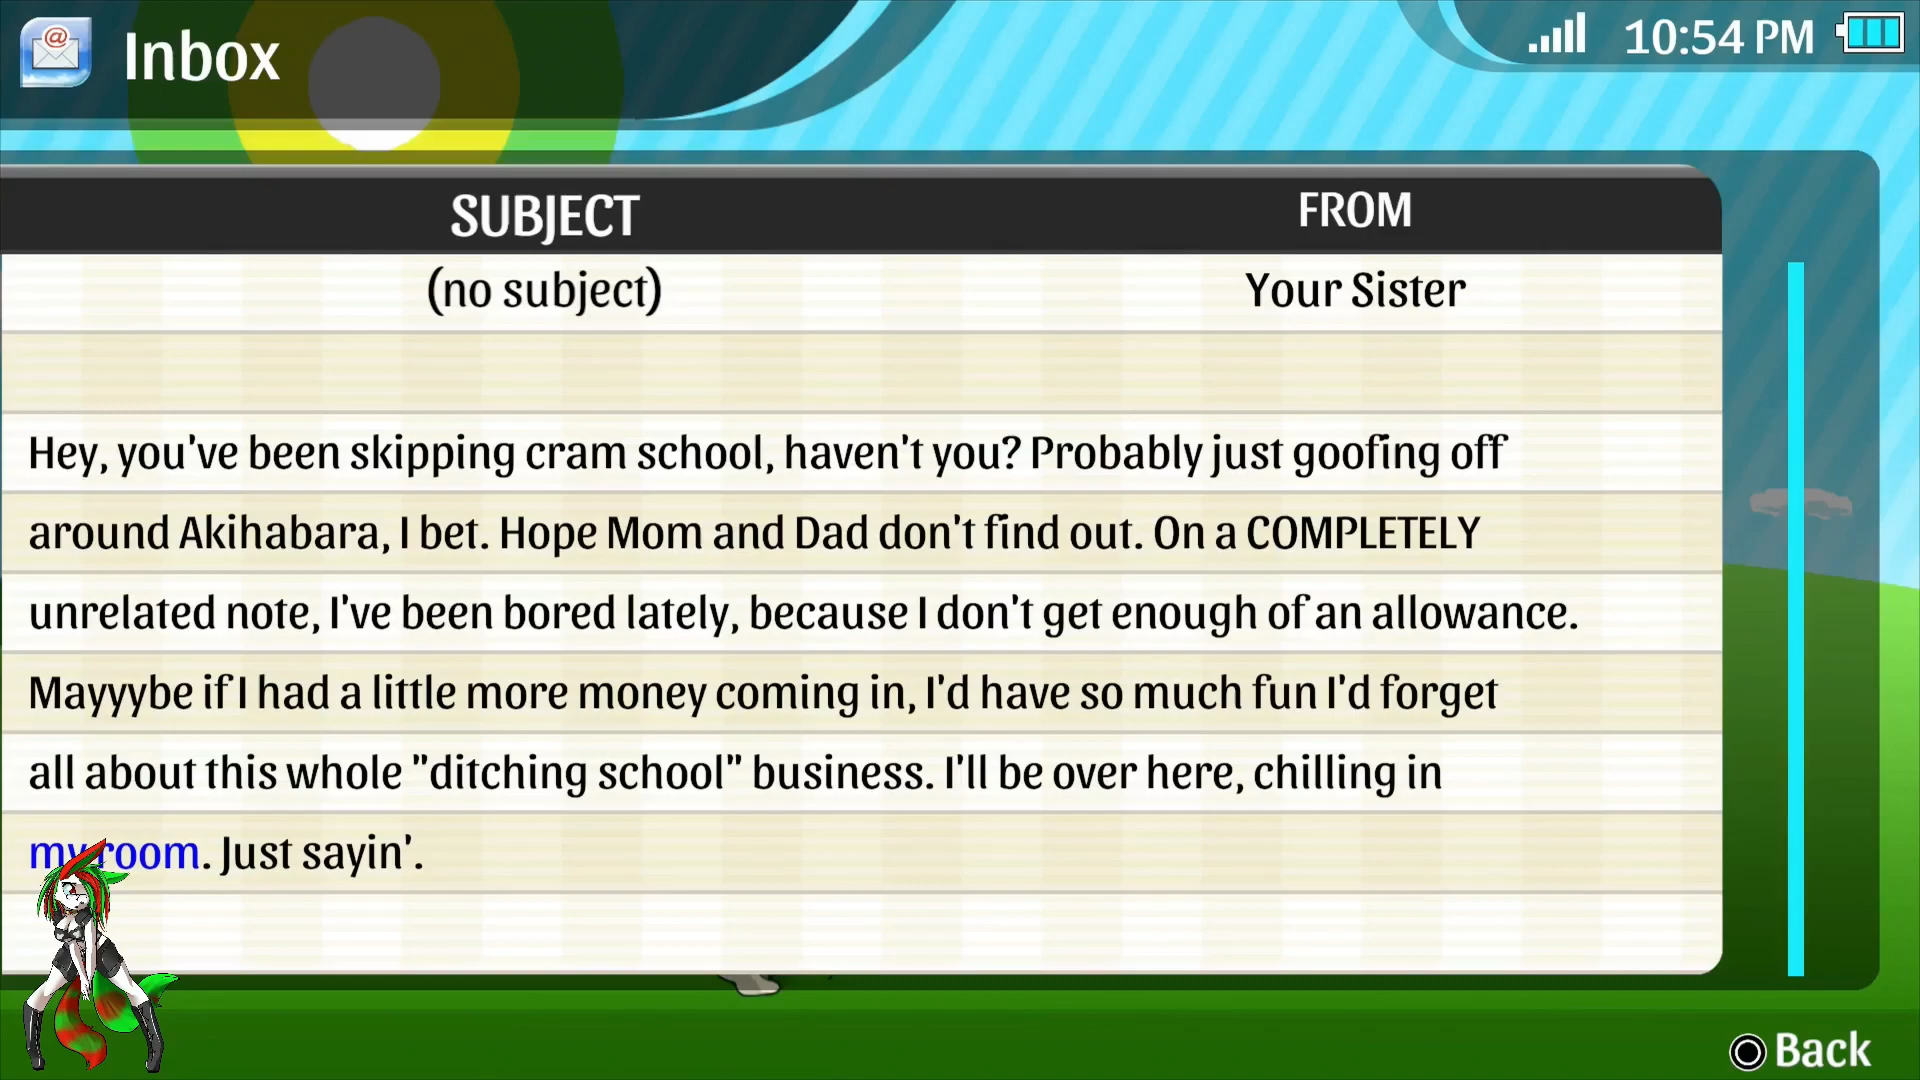 Inbox
10:54 PM
SUBJECT FROM
(no subject) Your Sister
Hey, you've been skipping cram school, haven't you? Probably just goofing off
around Akihabara, I bet. Hope Mom and Dad don't find out. On a COMPLETELY
unrelated note, I've been bored lately, because I don't get enough of an allowance.
Mayyybe if I had a little more money coming in, I'd have so much fun I'd forget
all about this whole "ditching school" business. I'll be over here, chilling in
my room. Just sayin'.
Back